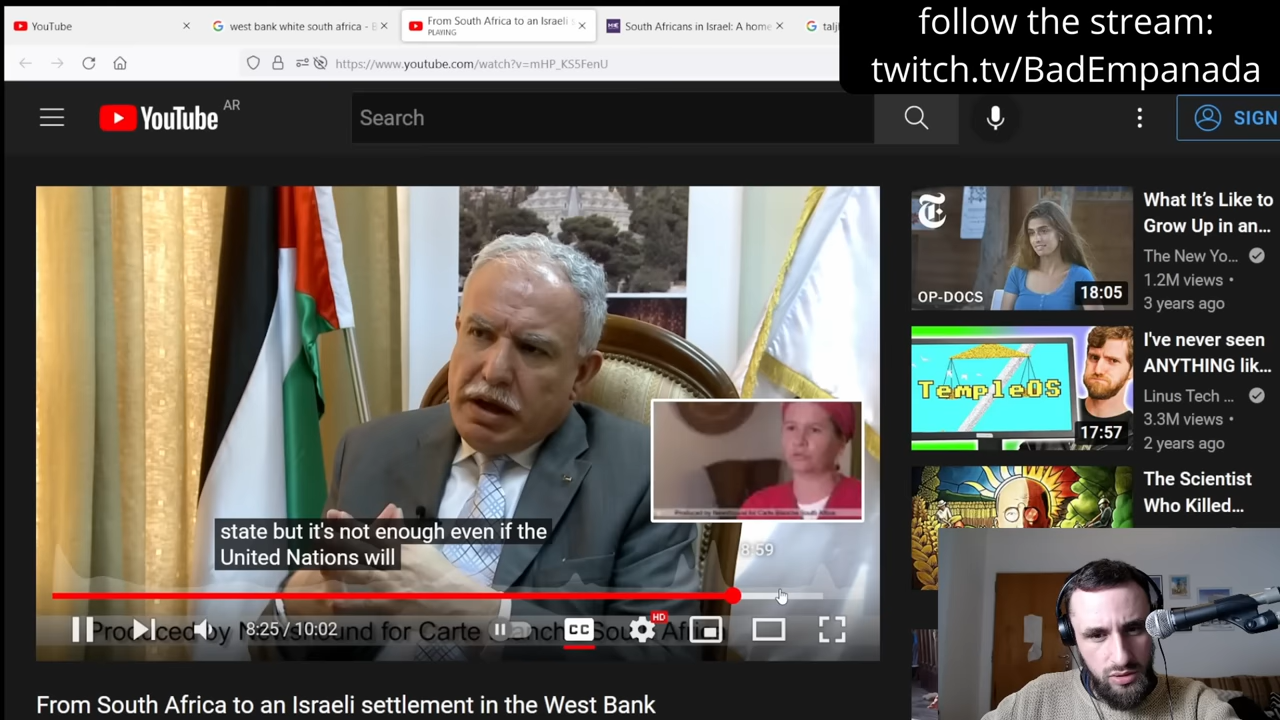 follow the stream:
twitch.tv/BadEmpanada
YouTube
west bank white south africa - B
From South Africa to an Israeli s
PLAYING
South Africans in Israel: A home
talj
https://www.youtube.com/watch?v=mHP_KS5FenU
YouTube
AR
Search
SIGN
What It's Like to
Grow Up in an...
The New Yo...
1.2M views •
3 years ago
OP-DOCS
18:05
I've never seen
ANYTHING lik...
Linus Tech ...
3.3M views •
2 years ago
TempleOS
17:57
The Scientist
Who Killed...
state but it's not enough even if the
United Nations will
8:59
8:25 / 10:02
CC
HD
From South Africa to an Israeli settlement in the West Bank